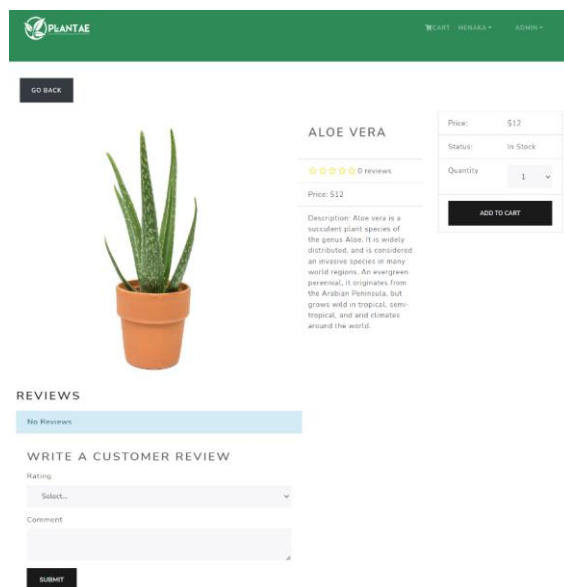 PLANTAE
CART MENAKA ADMIN
GO BACK
ALOE VERA
0 reviews
Price: $12
Description: Aloe vera is a
succulent plant species of
the genus Aloe. It is widely
distributed, and is considered
an invasive species in many
world regions. An evergreen
perennial, it originates from
the Arabian Peninsula, but
grows wild in tropical, semi-
tropical, and arid climates
around the world.
Price: $12
Status: In Stock
Quantity 1
ADD TO CART
REVIEWS
No Reviews
WRITE A CUSTOMER REVIEW
Rating
Select...
Comment
SUBMIT